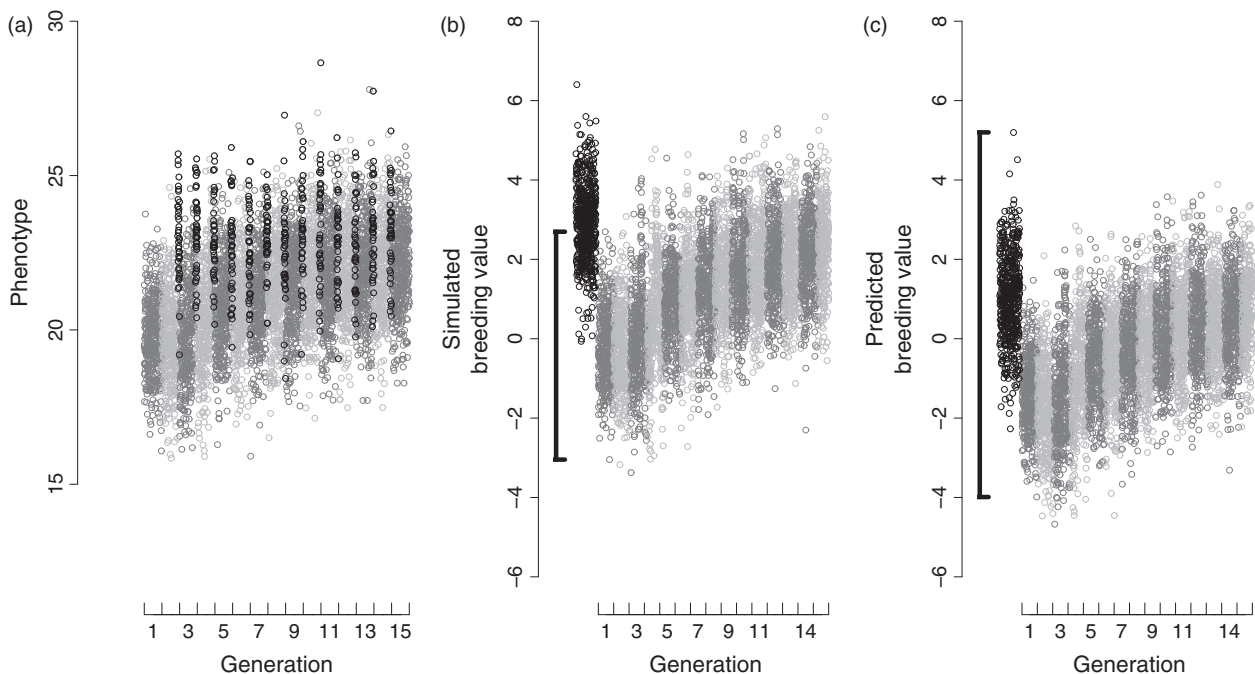 (a)
30
25
20
15
Phenotype
1 3 5 7 9 11 13 15
Generation
(b)
8
6
4
2
0
−2
−4
−6
Simulated
breeding value
1 3 5 7 9 11 14
Generation
(c)
8
6
4
2
0
−2
−4
−6
Predicted
breeding value
1 3 5 7 9 11 14
Generation